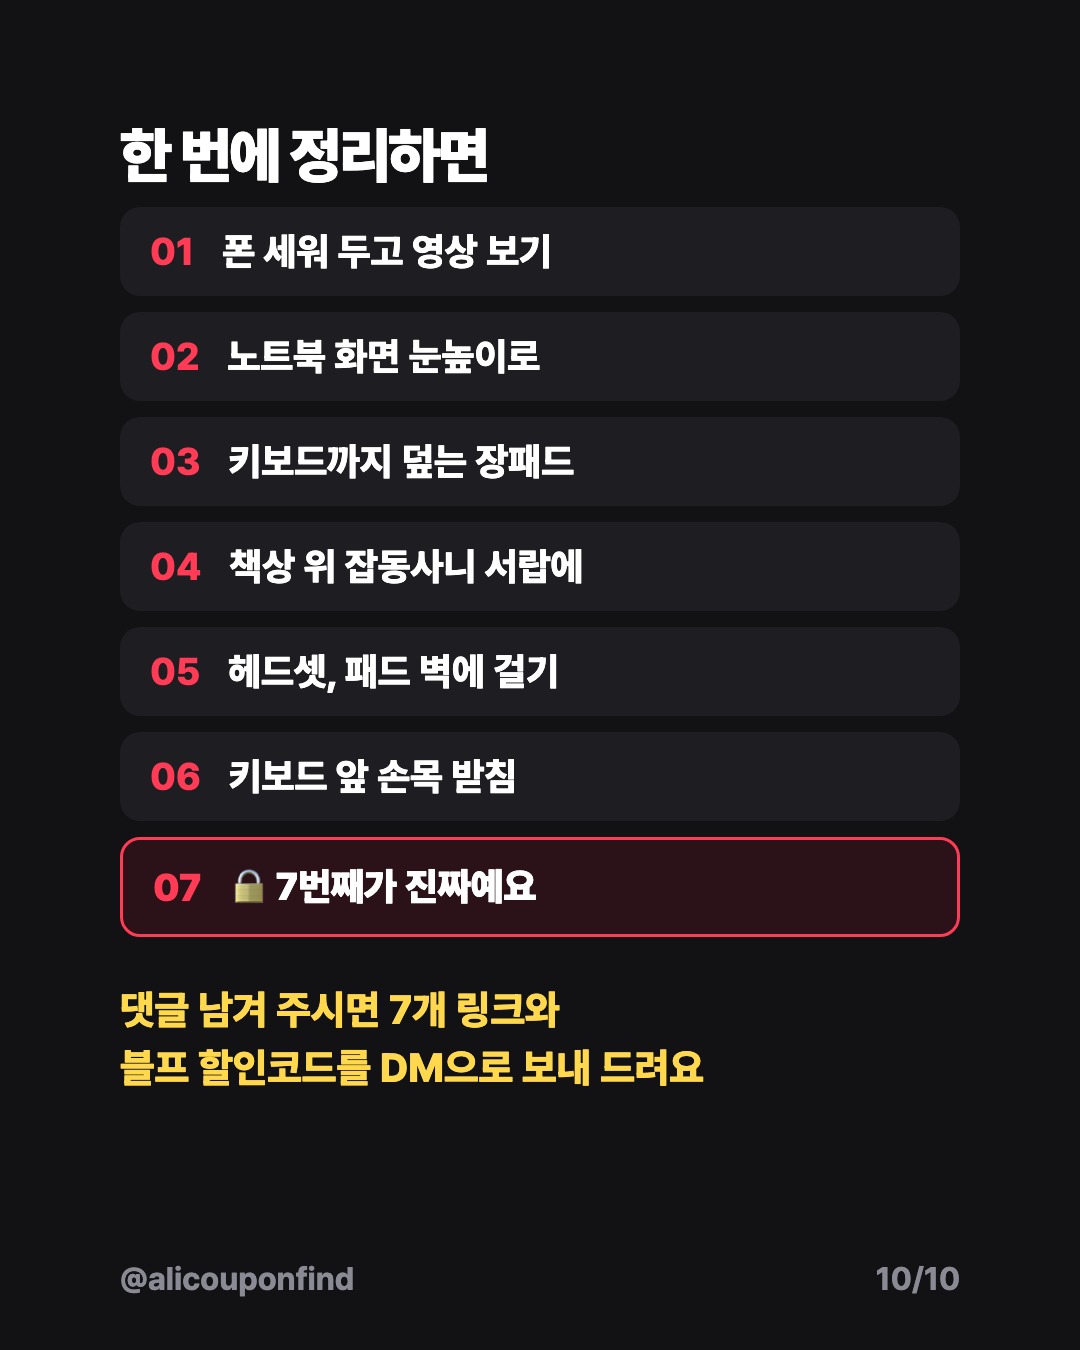 한 번에 정리하면
01 폰 세워 두고 영상 보기
02 노트북 화면 눈높이로
03 키보드까지 덮는 장패드
04 책상 위 잡동사니 서랍에
05 헤드셋, 패드 벽에 걸기
06 키보드 앞 손목 받침
07 🔒 7번째가 진짜예요
댓글 남겨 주시면 7개 링크와
블프 할인코드를 DM으로 보내 드려요
@alicouponfind
10/10